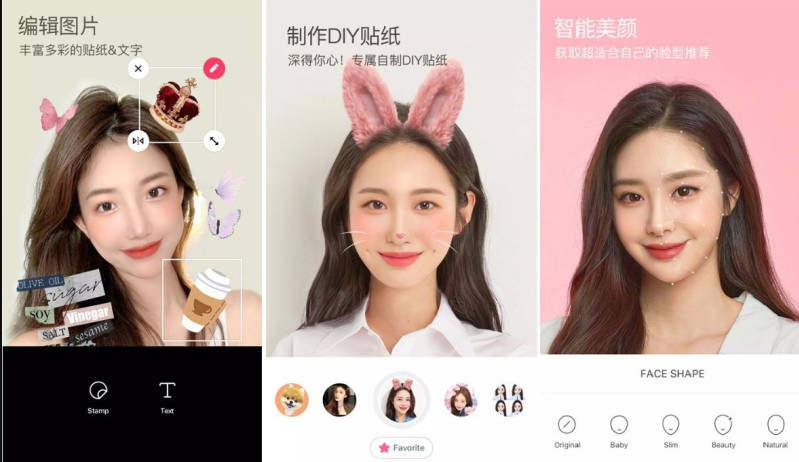 编辑图片
丰富多彩的贴纸&文字
OLIVE OIL
sugar
SOY
Vinegar
SALT
sesame
Stamp
Text
制作DIY贴纸
深得你心！专属自制DIY贴纸
Favorite
智能美颜
获取超适合自己的脸型推荐
FACE SHAPE
Original
Baby
Slim
Beauty
Natural